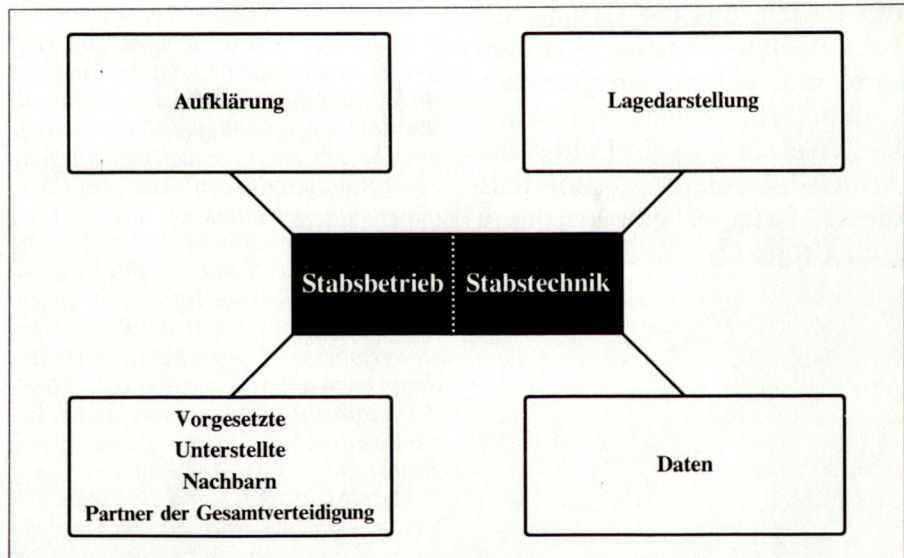 Aufklärung
Lagedarstellung
Stabsbetrieb
Stabstechnik
Vorgesetzte
Unterstellte
Nachbarn
Partner der Gesamtverteidigung
Daten